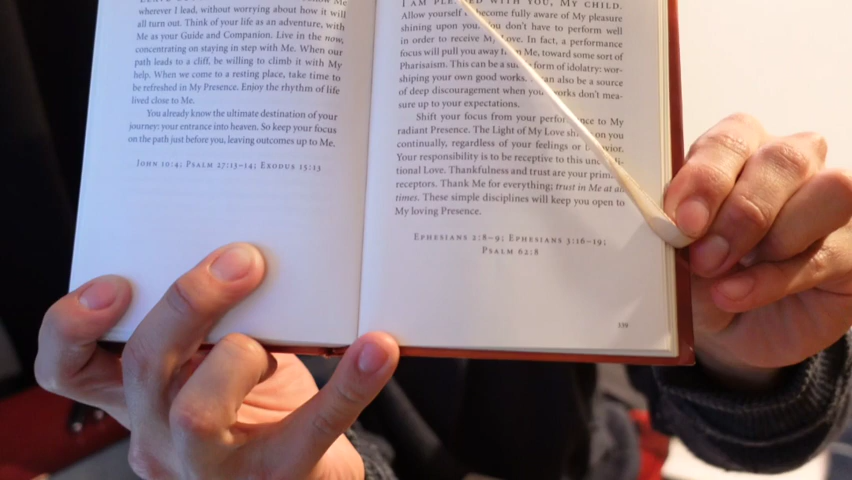 wherever I lead, without worrying about how it will
all turn out. Think of your life as an adventure, with
Me as your Guide and Companion. Live in the now,
concentrating on staying in step with Me. When our
path leads to a cliff, be willing to climb it with My
help. When we come to a resting place, take time to
be refreshed in My Presence. Enjoy the rhythm of life
lived close to Me.
You already know the ultimate destination of your
journey: your entrance into heaven. So keep your focus
on the path just before you, leaving outcomes up to Me.
John 10:4; Psalm 27:13–14; Exodus 15:13
I AM PLEASED WITH YOU, MY CHILD.
Allow yourself become fully aware of My pleasure
shining upon you. You don't have to perform well
in order to receive My Love. In fact, a performance
focus will pull you away from Me, toward some sort of
Pharisaism. This can be a form of idolatry: wor-
shiping your own good works. can also be a source
of deep discouragement when your works don't mea-
sure up to your expectations.
Shift your focus from your performance to My
radiant Presence. The Light of My Love on you
continually, regardless of your feelings or behavior.
Your responsibility is to be receptive to this
tional Love. Thankfulness and trust are your primary
receptors. Thank Me for everything; trust in Me at all
times. These simple disciplines will keep you open to
My loving Presence.
Ephesians 2:8–9; Ephesians 3:16–19;
Psalm 62:8